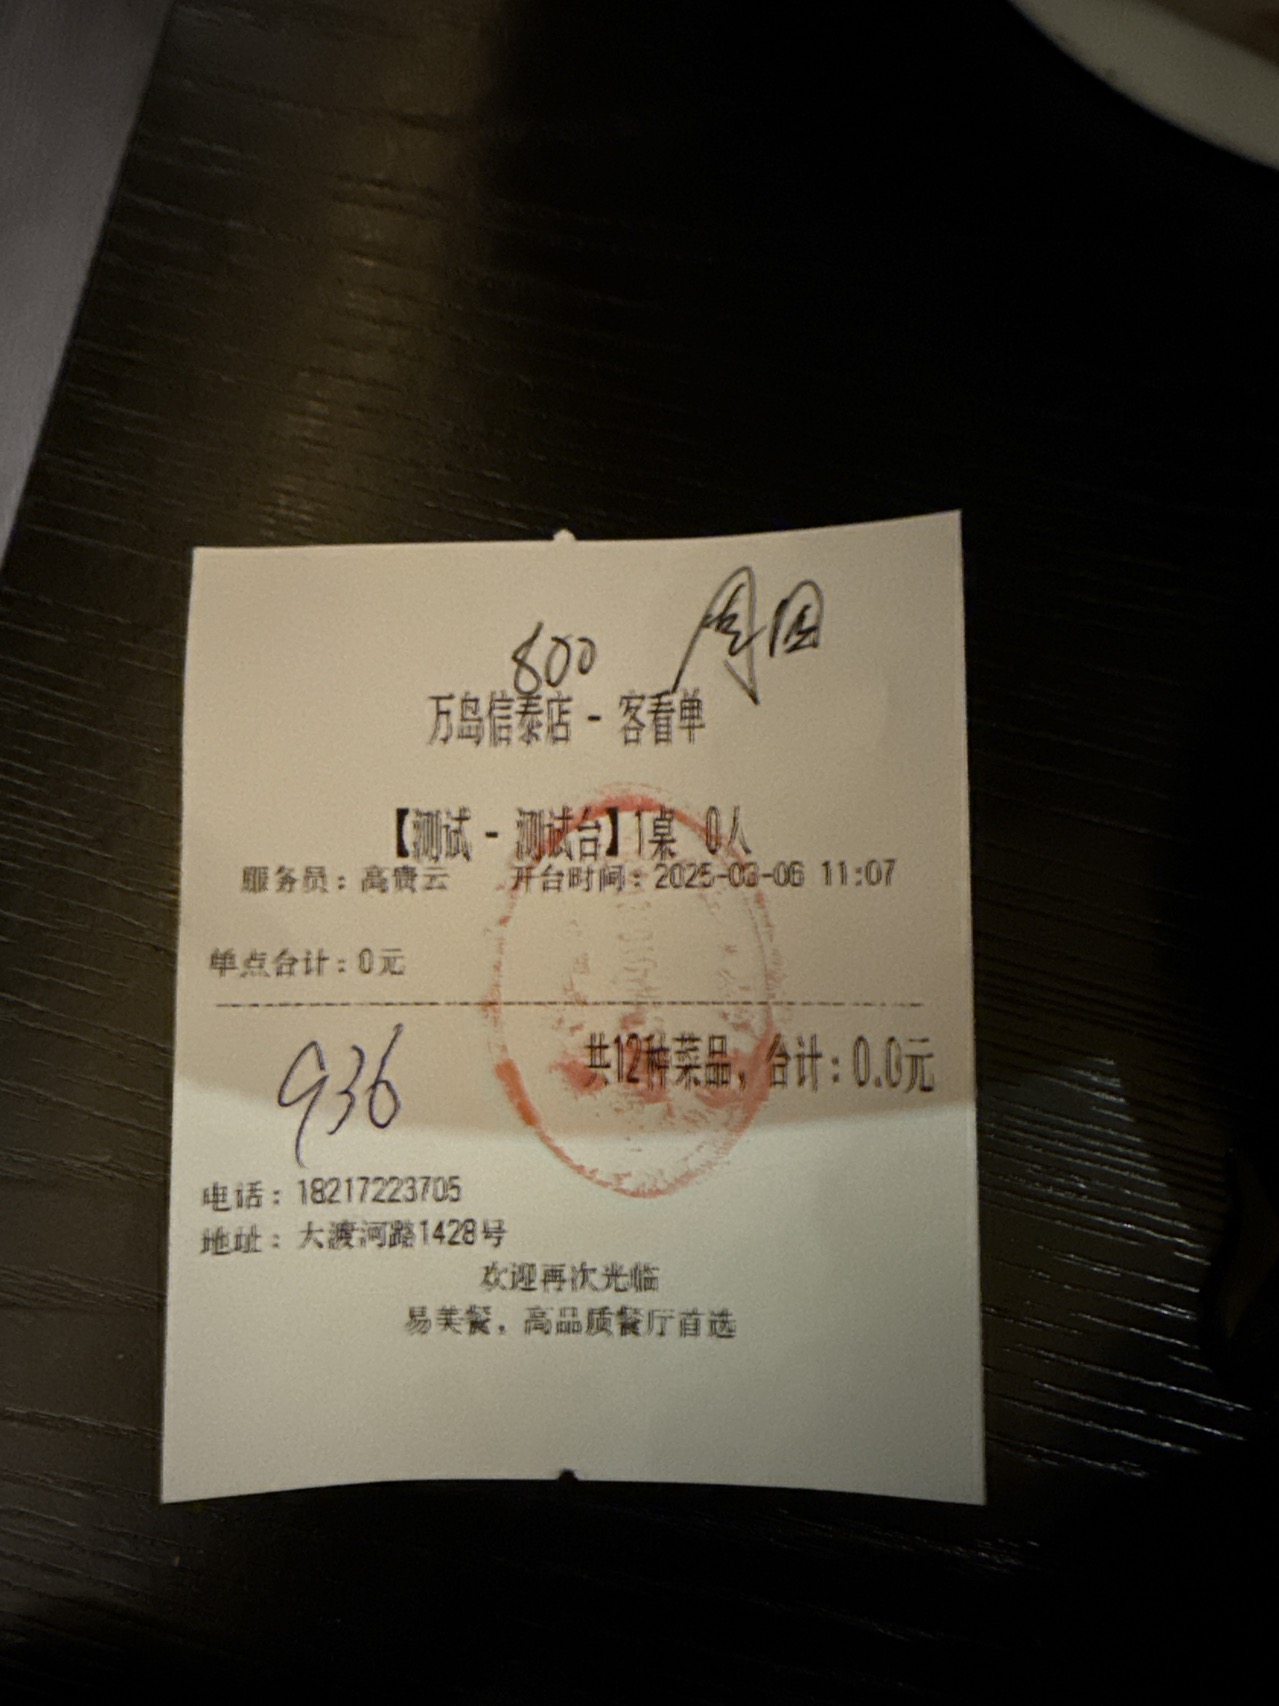 800 周国
万岛信泰店 - 客看单
【测试 - 测试台】1桌 0人
服务员：高贵云 开台时间：2025-03-06 11:07
单点合计：0元
共12种菜品，合计：0.0元
936
电话：18217223705
地址：大渡河路1428号
欢迎再次光临
易美餐，高品质餐厅首选